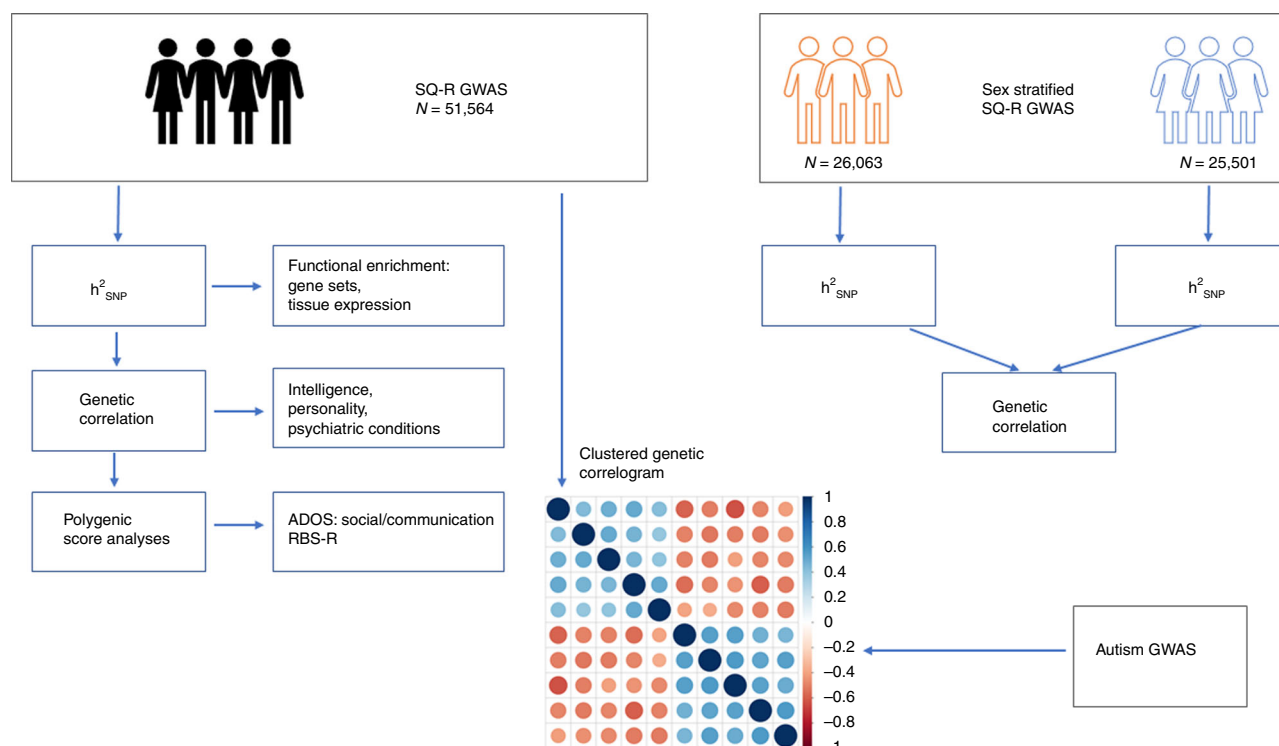 SQ-R GWAS
N = 51,564
Sex stratified
SQ-R GWAS
N = 26,063
N = 25,501
h²SNP
Functional enrichment:
gene sets,
tissue expression
Genetic
correlation
Intelligence,
personality,
psychiatric conditions
Polygenic
score analyses
ADOS: social/communication
RBS-R
h²SNP
h²SNP
Genetic
correlation
Clustered genetic
correlogram
1
0.8
0.6
0.4
0.2
0
−0.2
−0.4
−0.6
−0.8
−1
Autism GWAS